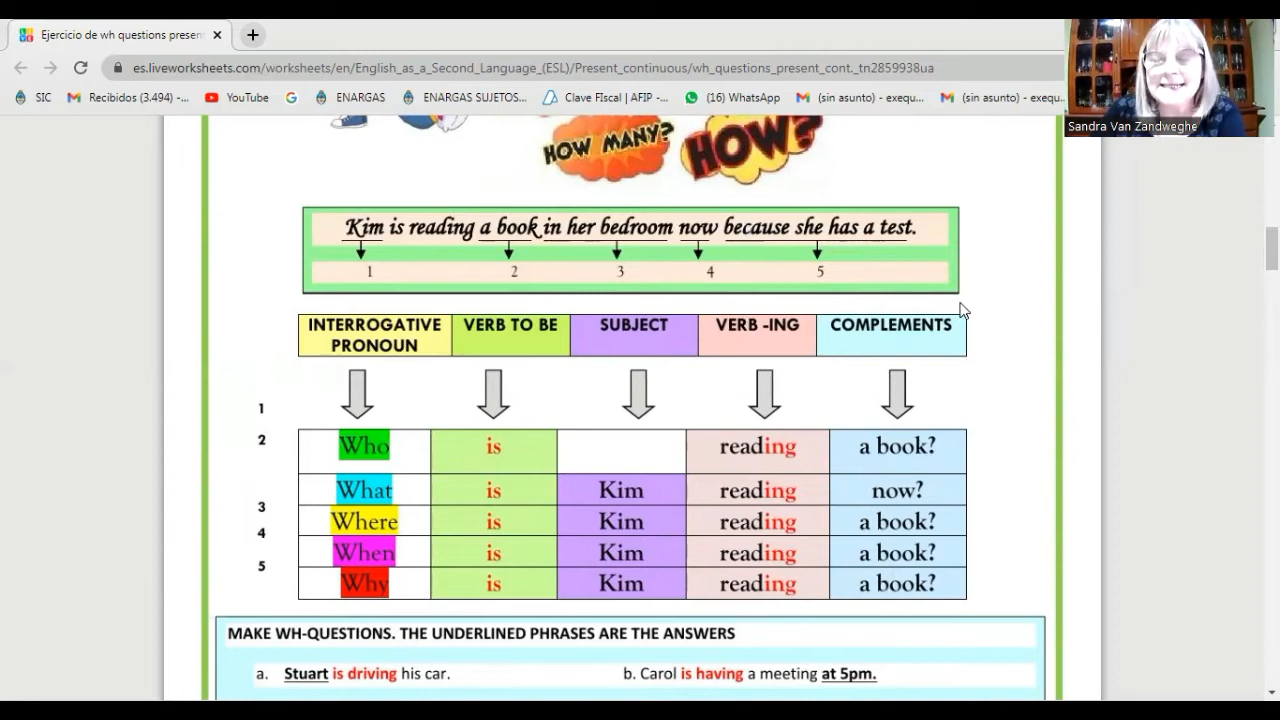 Ejercicio de wh questions presen
es.liveworksheets.com/worksheets/en/English_as_a_Second_Language_(ESL)/Present_continuous/wh_questions_present_cont._tn2859938ua
SIC Recibidos (3.494) -... YouTube ENARGAS ENARGAS SUJETOS... Clave FIscal | AFIP -... (16) WhatsApp (sin asunto) - exequ... (sin asunto) - exequ...
Sandra Van Zandweghe
HOW MANY? HOW?
Kim is reading a book in her bedroom now because she has a test.
1 2 3 4 5
INTERROGATIVE PRONOUN VERB TO BE SUBJECT VERB -ING COMPLEMENTS
1
2 Who is reading a book?
What is Kim reading now?
3 Where is Kim reading a book?
4 When is Kim reading a book?
5 Why is Kim reading a book?
MAKE WH-QUESTIONS. THE UNDERLINED PHRASES ARE THE ANSWERS
a. Stuart is driving his car. b. Carol is having a meeting at 5pm.